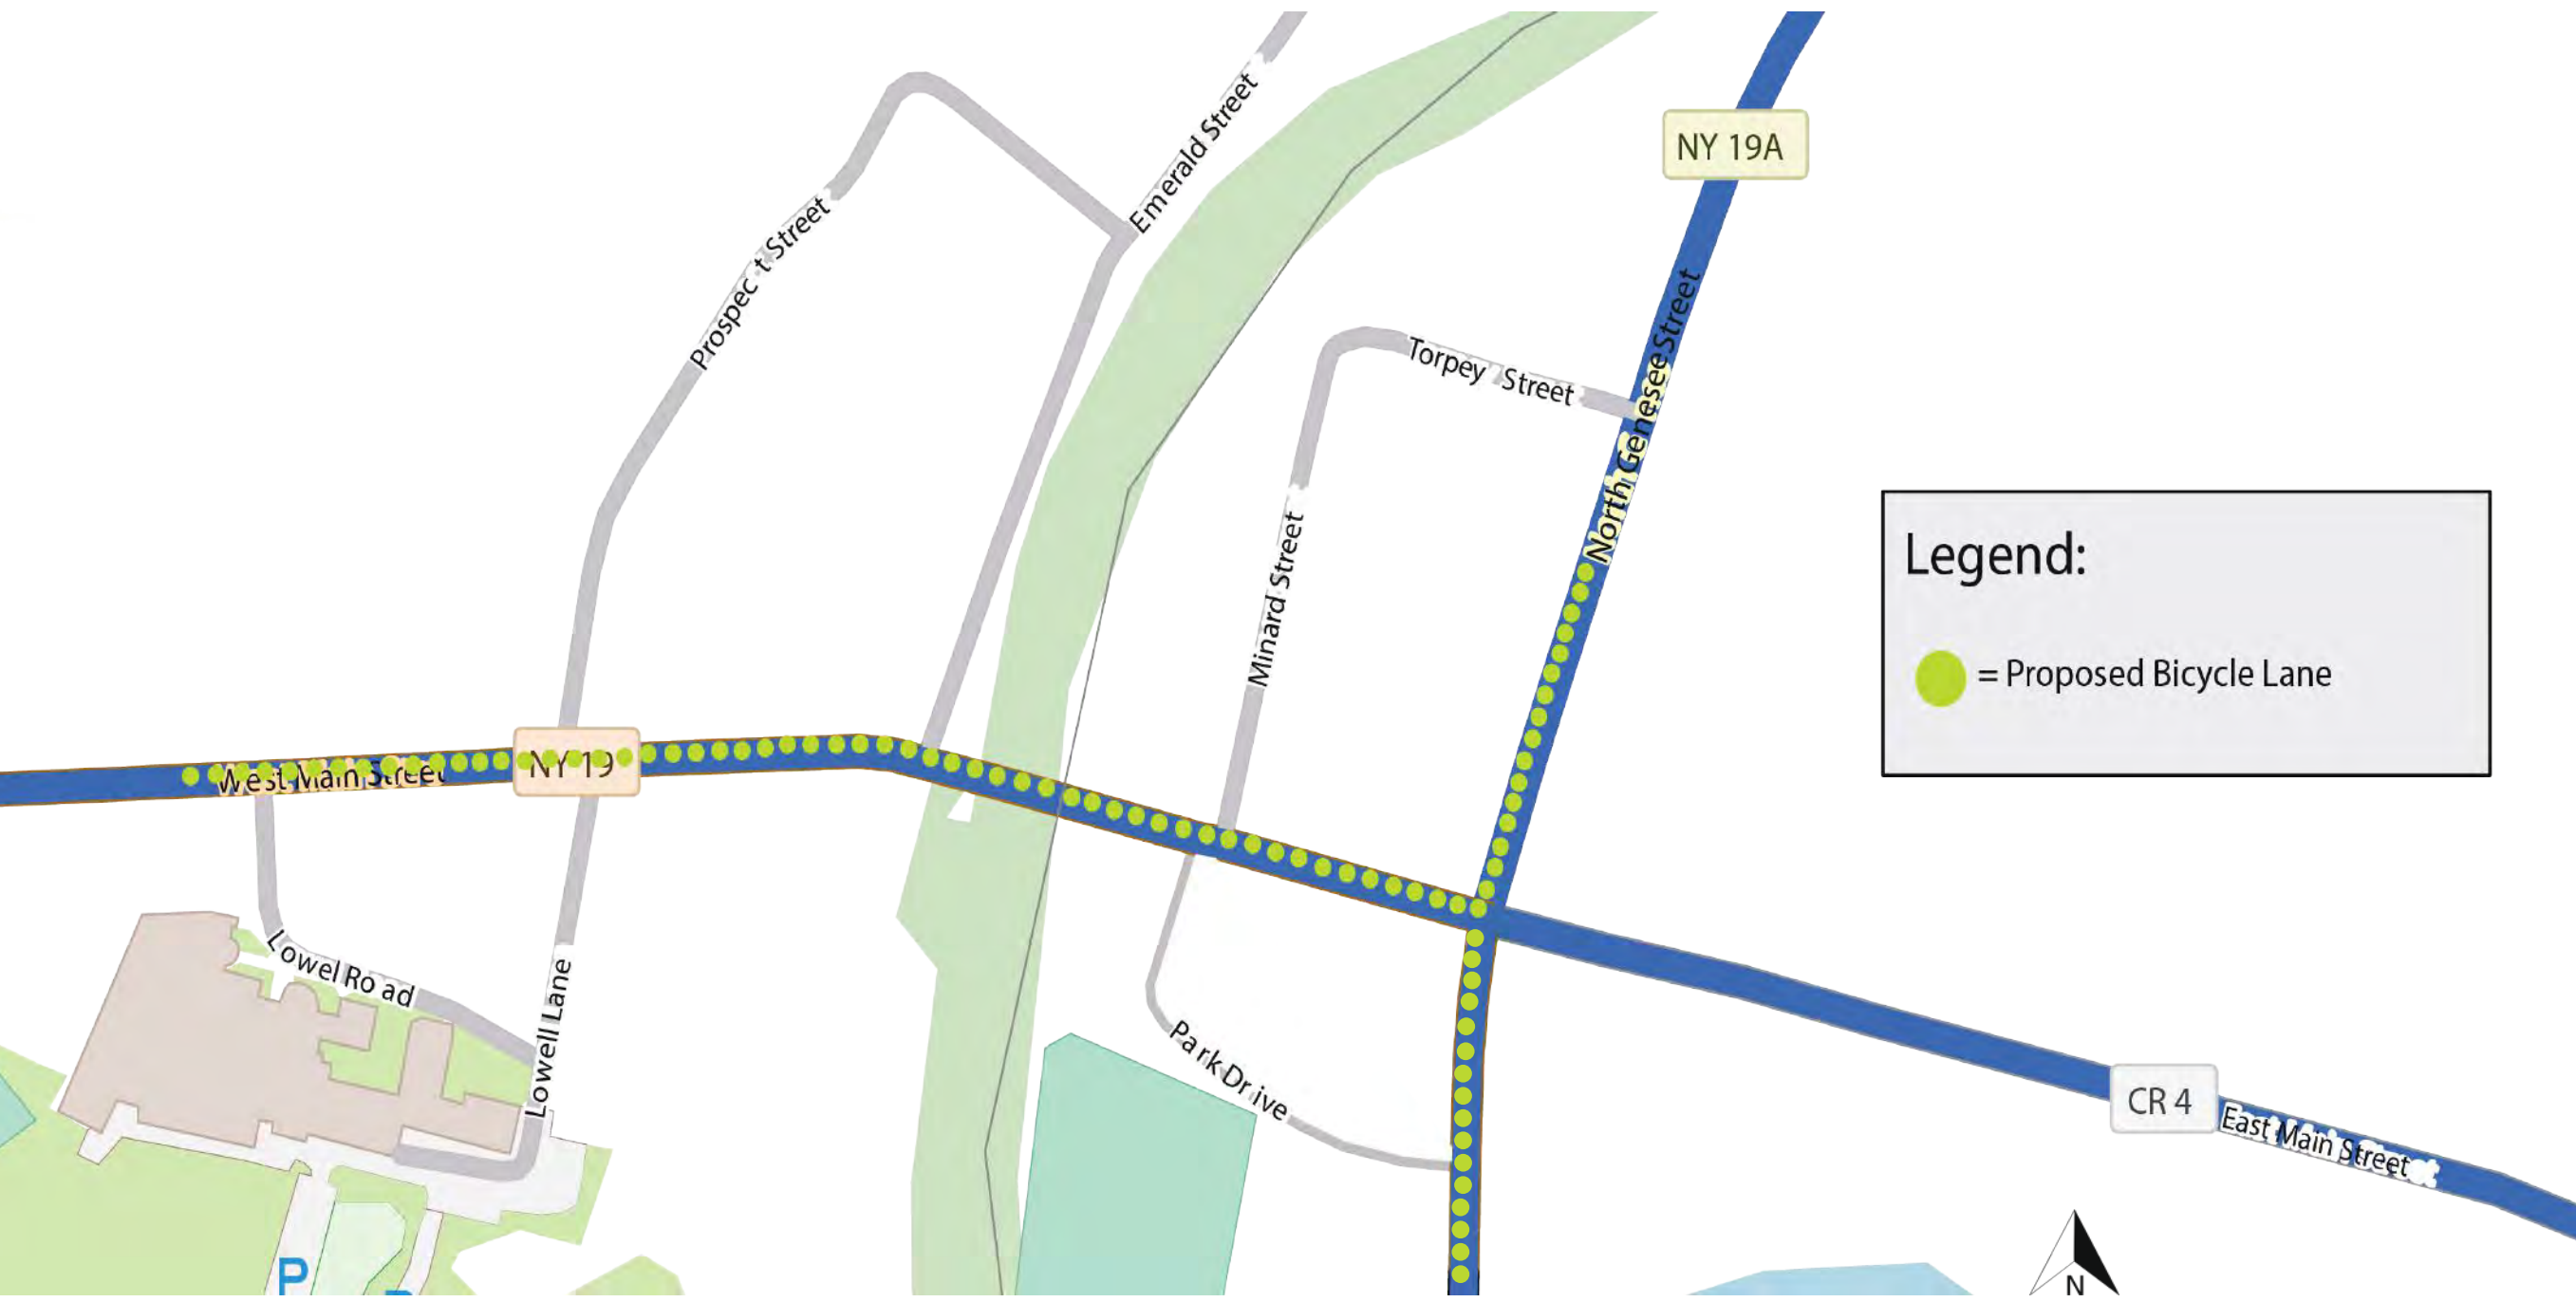 Emerald Street
NY 19A
Prospect Street
Torpey Street
North Genesee Street
Minard Street
Legend:
= Proposed Bicycle Lane
West Main Street
NY 19
Lowel Road
Lowell Lane
Park Drive
CR 4
East Main Street
P
N